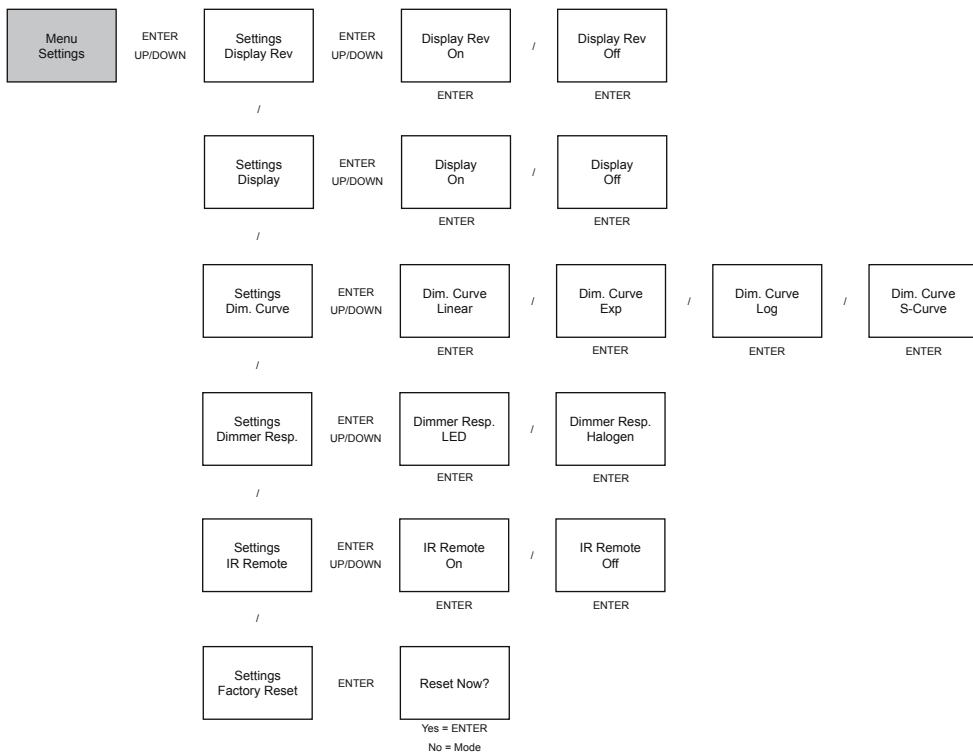 Menu
Settings
ENTER
UP/DOWN
Settings
Display Rev
ENTER
UP/DOWN
Display Rev
On
ENTER
/
Display Rev
Off
ENTER
/
Settings
Display
ENTER
UP/DOWN
Display
On
ENTER
/
Display
Off
ENTER
/
Settings
Dim. Curve
ENTER
UP/DOWN
Dim. Curve
Linear
ENTER
/
Dim. Curve
Exp
ENTER
/
Dim. Curve
Log
ENTER
/
Dim. Curve
S-Curve
ENTER
/
Settings
Dimmer Resp.
ENTER
UP/DOWN
Dimmer Resp.
LED
ENTER
/
Dimmer Resp.
Halogen
ENTER
/
Settings
IR Remote
ENTER
UP/DOWN
IR Remote
On
ENTER
/
IR Remote
Off
ENTER
/
Settings
Factory Reset
ENTER
Reset Now?
Yes = ENTER
No = Mode